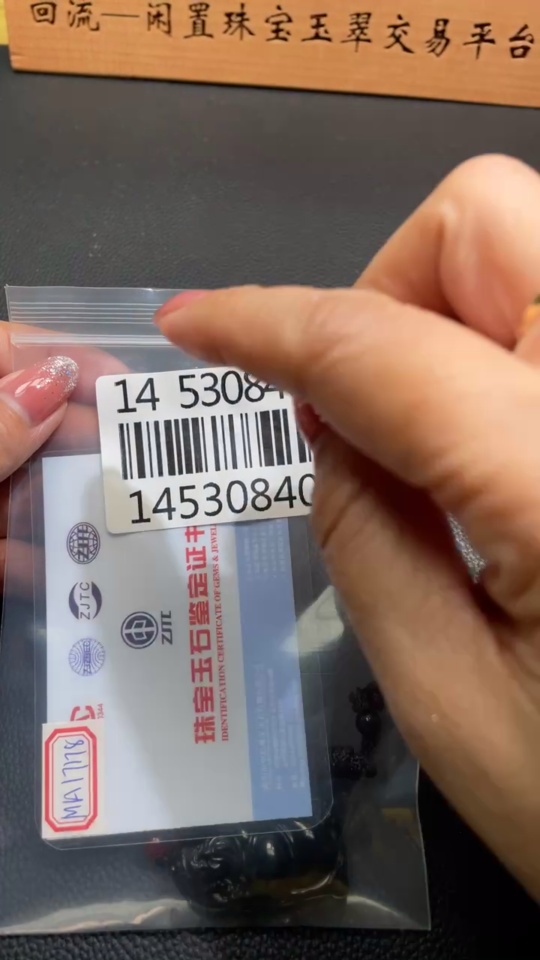 回流—闲置珠宝玉翠交易平台
14 53084
14530840
ZJTC
ZJTC
珠宝玉石鉴定证书
IDENTIFICATION CERTIFICATE OF GEMS & JEWEL
MA17178